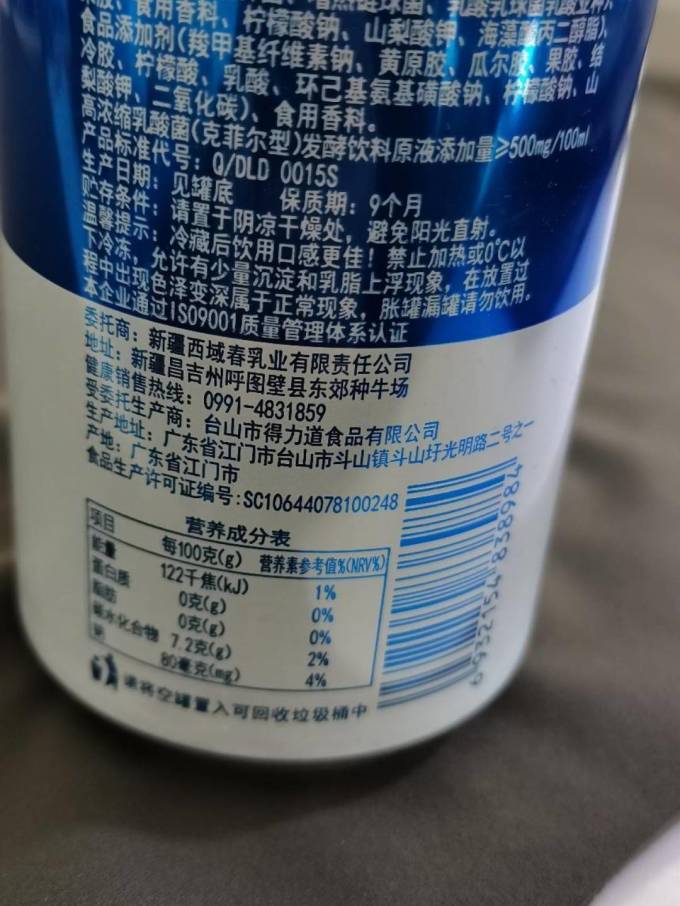 食用香料、柠檬酸钠、山梨酸钾、海藻酸丙二醇脂)、
食品添加剂(羧甲基纤维素钠、黄原胶、瓜尔胶、果胶、结
冷胶、柠檬酸、乳酸、环己基氨基磺酸钠、柠檬酸钠、山
梨酸钾、二氧化碳)、食用香料。
高浓缩乳酸菌(克菲尔型)发酵饮料原液添加量≥500mg/100ml
产品标准代号: Q/DLD 0015S
生产日期: 见罐底 保质期: 9个月
贮存条件: 请置于阴凉干燥处, 避免阳光直射。
温馨提示: 冷藏后饮用口感更佳! 禁止加热或0℃以
下冷冻, 允许有少量沉淀和乳脂上浮现象, 在放置过
程中出现色泽变深属于正常现象, 胀罐漏罐请勿饮用。
本企业通过ISO9001质量管理体系认证
委托商: 新疆西域春乳业有限责任公司
地址: 新疆昌吉州呼图壁县东郊种牛场
健康销售热线: 0991-4831859
受委托生产商: 台山市得力道食品有限公司
生产地址: 广东省江门市台山市斗山镇斗山圩光明路二号之一
产地: 广东省江门市
食品生产许可证编号:SC10644078100248
营养成分表
项目 每100克(g) 营养素参考值%(NRV%)
能量 122千焦(kJ) 1%
蛋白质 0克(g) 0%
脂肪 0克(g) 0%
碳水化合物 7.2克(g) 2%
钠 80毫克(mg) 4%
请将空罐置入可回收垃圾桶中